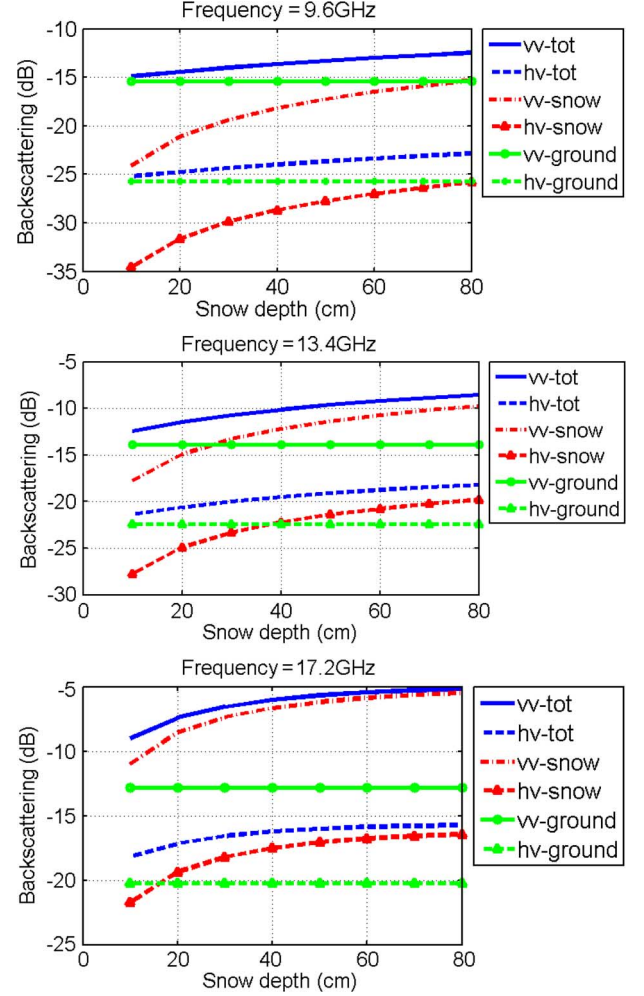 Frequency = 9.6GHz
Backscattering (dB)
-10
-15
-20
-25
-30
-35
0
20
40
60
80
Snow depth (cm)
vv-tot
hv-tot
vv-snow
hv-snow
vv-ground
hv-ground
Frequency = 13.4GHz
Backscattering (dB)
-5
-10
-15
-20
-25
-30
0
20
40
60
80
Snow depth (cm)
vv-tot
hv-tot
vv-snow
hv-snow
vv-ground
hv-ground
Frequency = 17.2GHz
Backscattering (dB)
-5
-10
-15
-20
-25
0
20
40
60
80
Snow depth (cm)
vv-tot
hv-tot
vv-snow
hv-snow
vv-ground
hv-ground